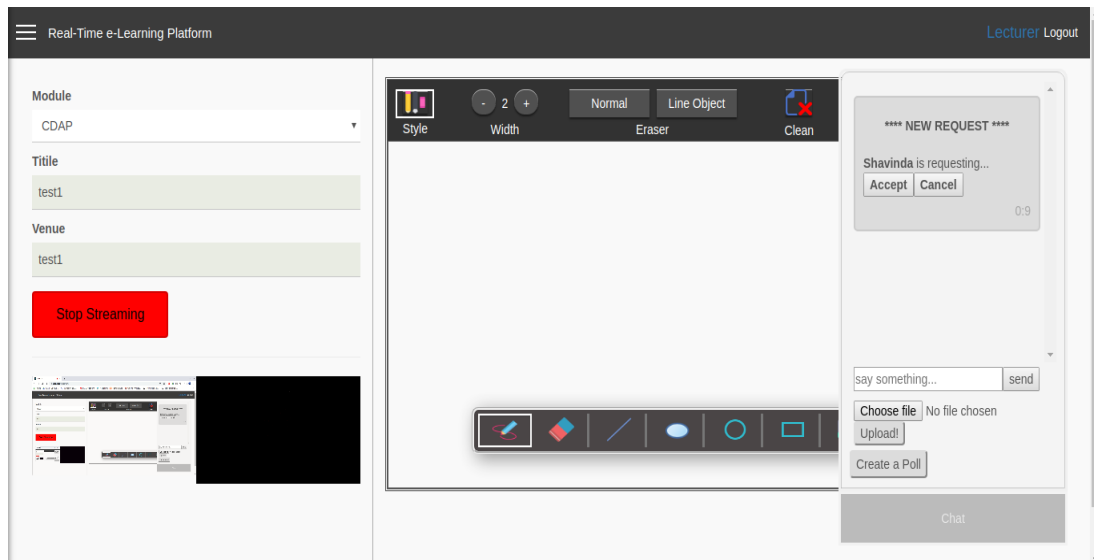 Real-Time e-Learning Platform
Lecturer Logout
Module
CDAP
Titile
test1
Venue
test1
Stop Streaming
Style
- 2 +
Width
Normal Line Object
Eraser
Clean
**** NEW REQUEST ****
Shavinda is requesting...
Accept Cancel
0:9
say something... send
Choose file No file chosen
Upload!
Create a Poll
Chat